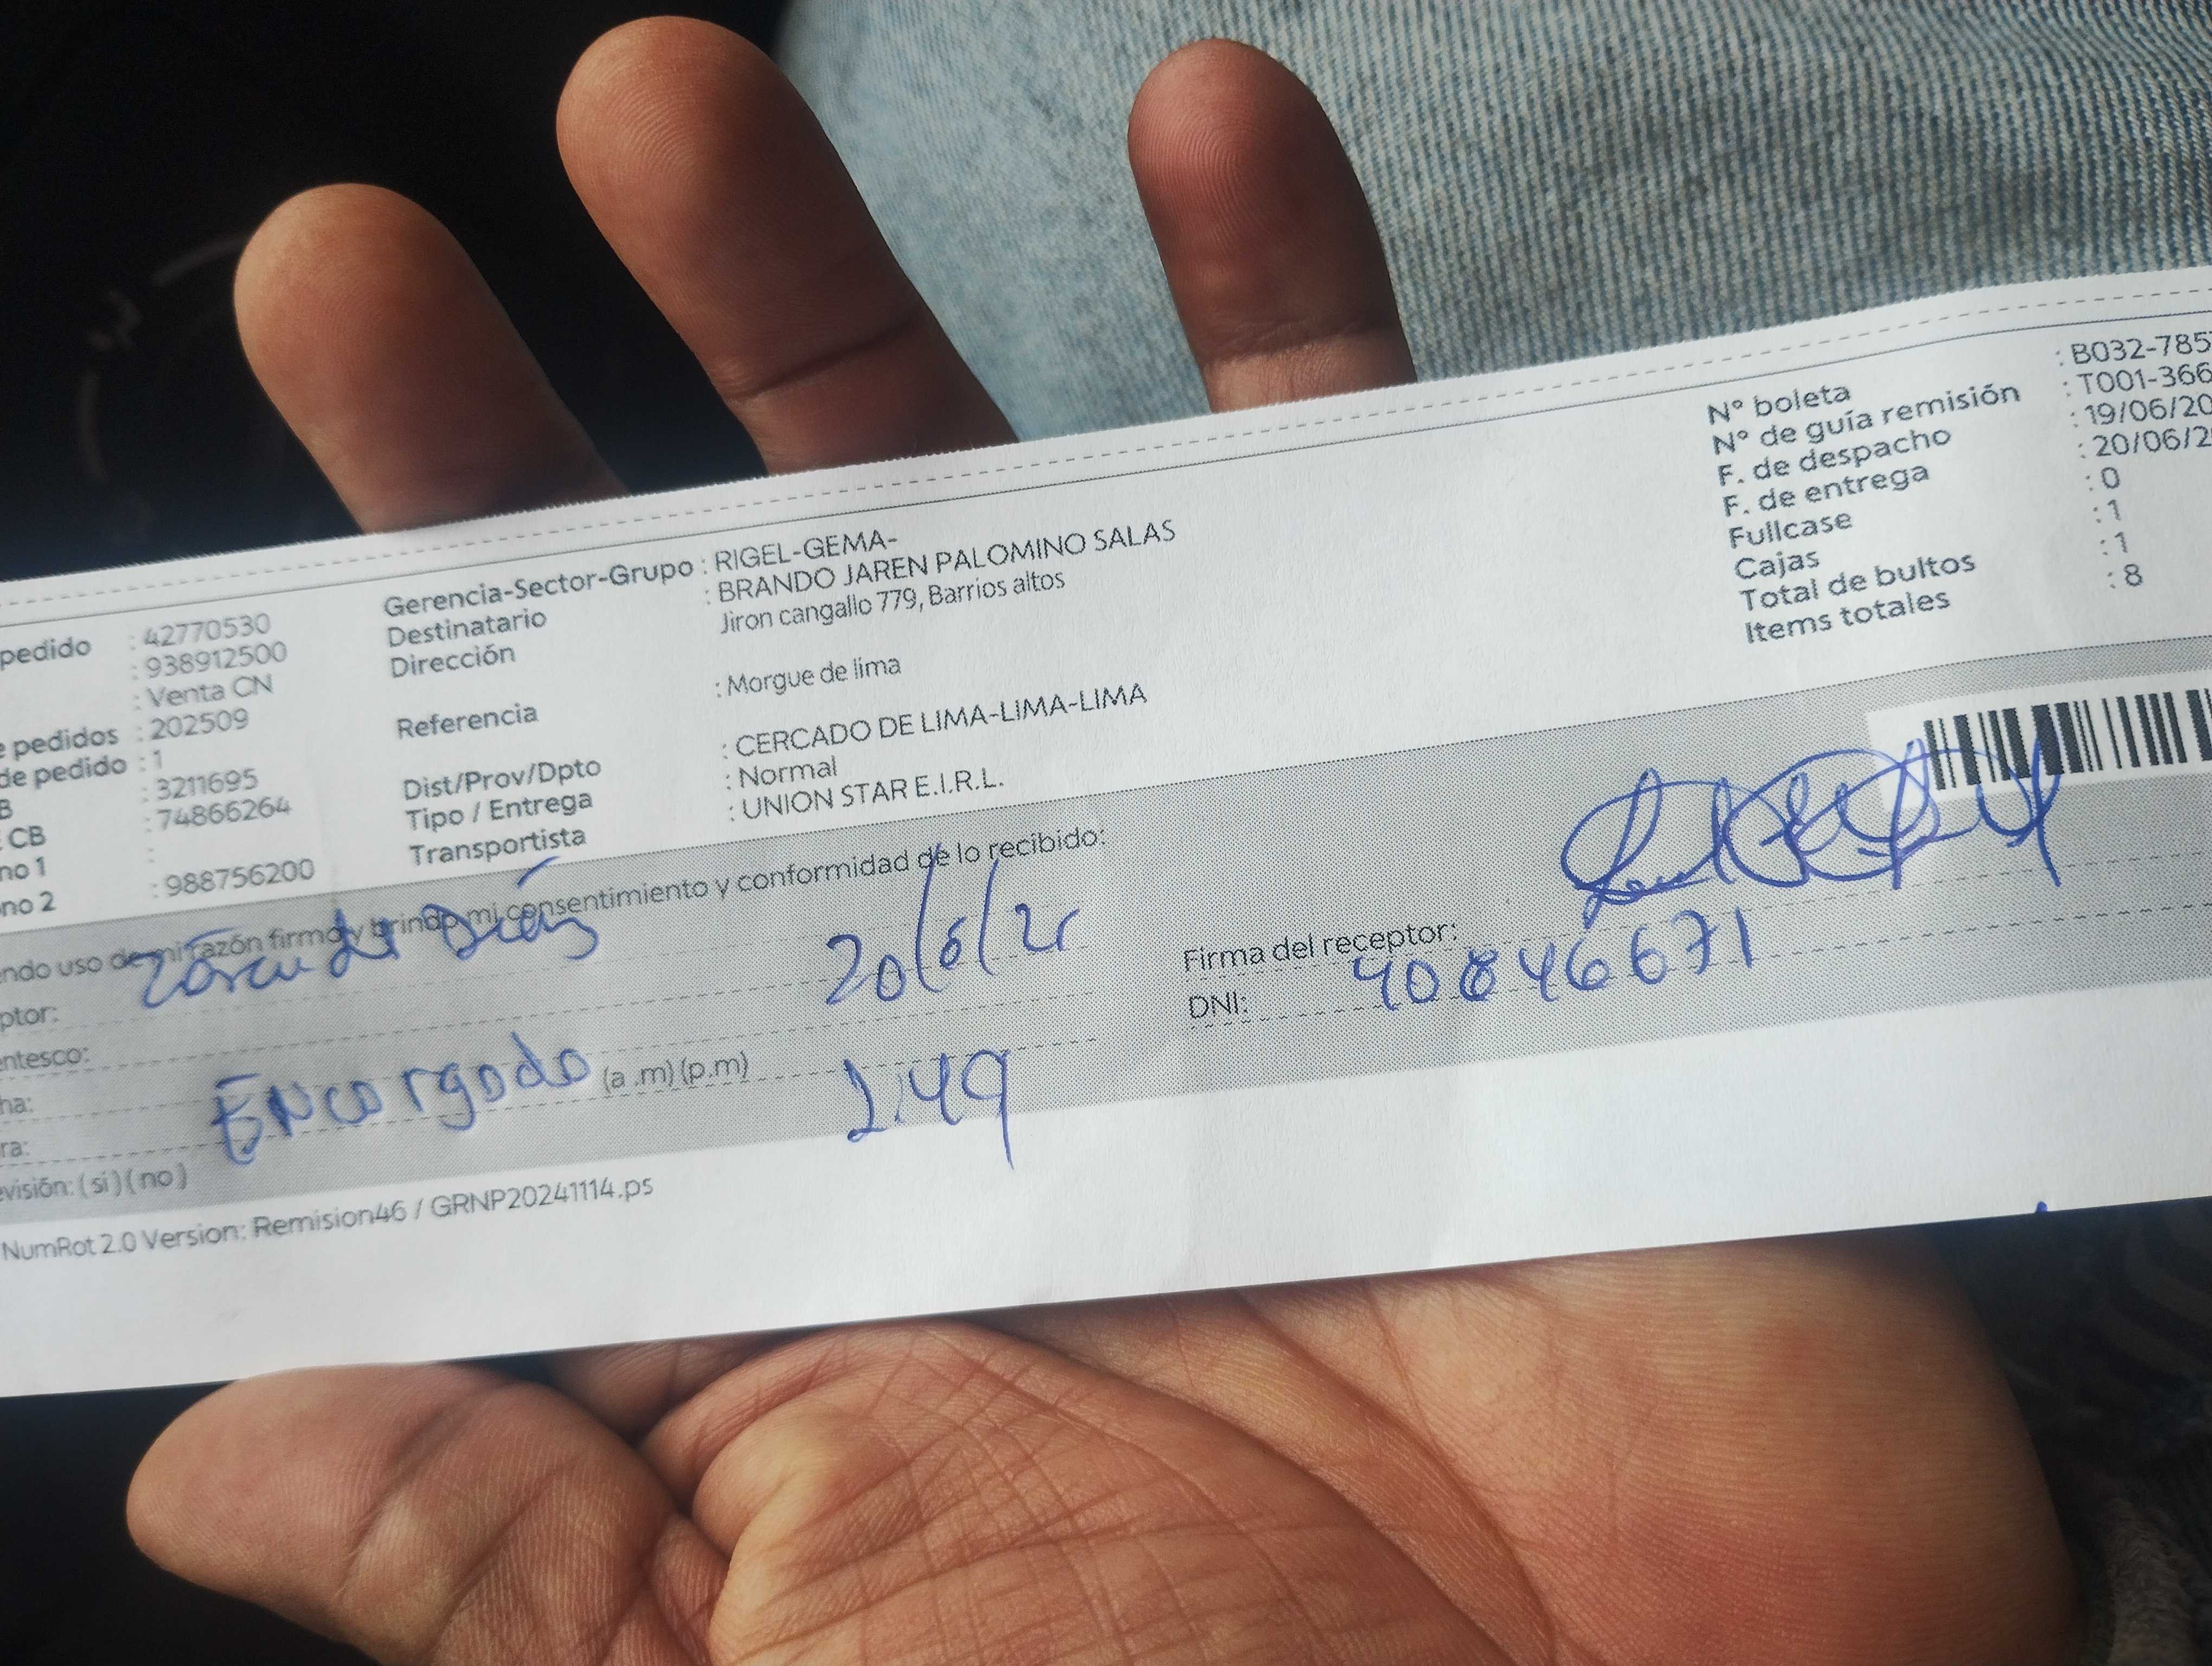 pedido : 42770530
: 938912500
: Venta CN
pedidos : 202509
de pedido : 1
B : 3211695
CB : 74866264
no 1 :
no 2 : 988756200
Gerencia-Sector-Grupo : RIGEL-GEMA-
Destinatario : BRANDO JAREN PALOMINO SALAS
Dirección : Jiron cangallo 779, Barrios altos
Referencia : Morgue de lima
Dist/Prov/Dpto : CERCADO DE LIMA-LIMA-LIMA
Tipo / Entrega : Normal
Transportista : UNION STAR E.I.R.L.
N° boleta : B032-785
N° de guía remisión : T001-366
F. de despacho : 19/06/20
F. de entrega : 20/06/2
Fullcase : 0
Cajas : 1
Total de bultos : 1
Items totales : 8
ndo uso de mi razón firmo y brindo mi consentimiento y conformidad de lo recibido:
ptor:
entesco: 20/6/25
ha: Encargado
ra: (a .m) (p.m) 2:49
evisión: (si) (no)
Firma del receptor:
DNI: 40846671
NumRot 2.0 Version: Remision46 / GRNP20241114.ps